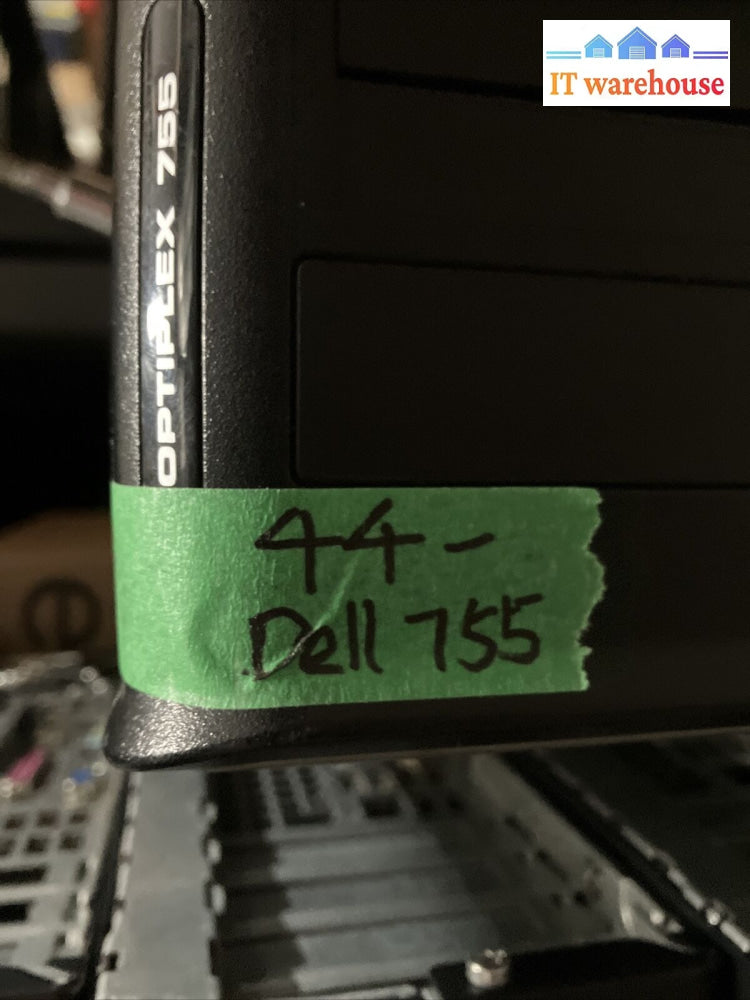 IT warehouse
OPTIPLEX 755
44-
Dell 755